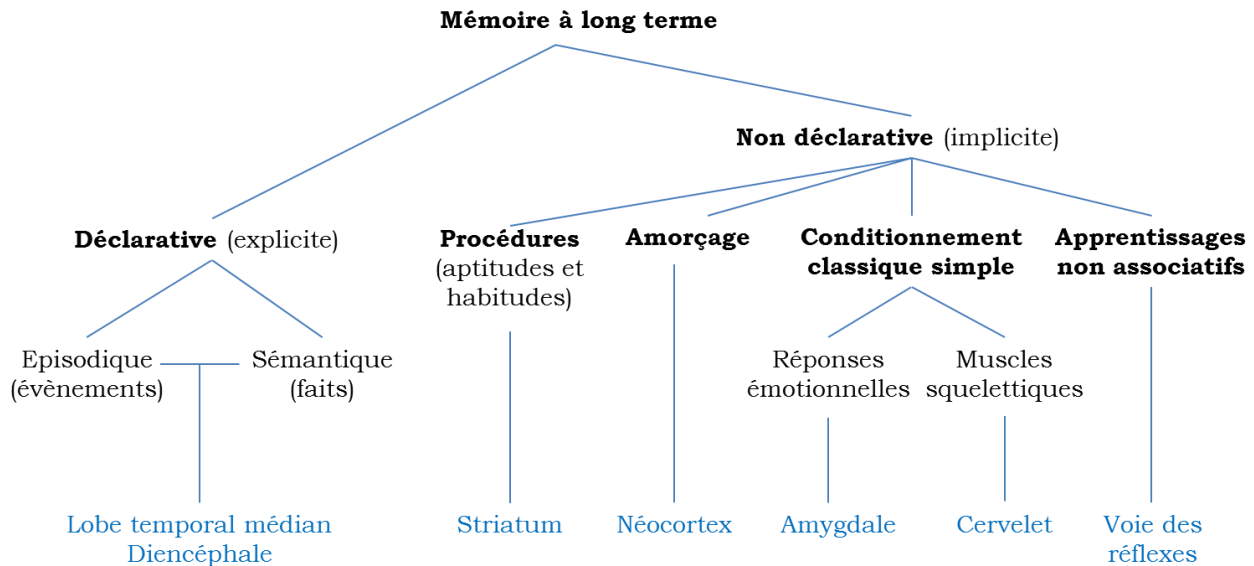 Mémoire à long terme
Non déclarative (implicite)
Déclarative (explicite)
Procédures
(aptitudes et
habitudes)
Amorçage
Conditionnement
classique simple
Apprentissages
non associatifs
Episodique
(évènements)
Sémantique
(faits)
Réponses
émotionnelles
Muscles
squelettiques
Lobe temporal médian
Diencéphale
Striatum
Néocortex
Amygdale
Cervelet
Voie des
réflexes